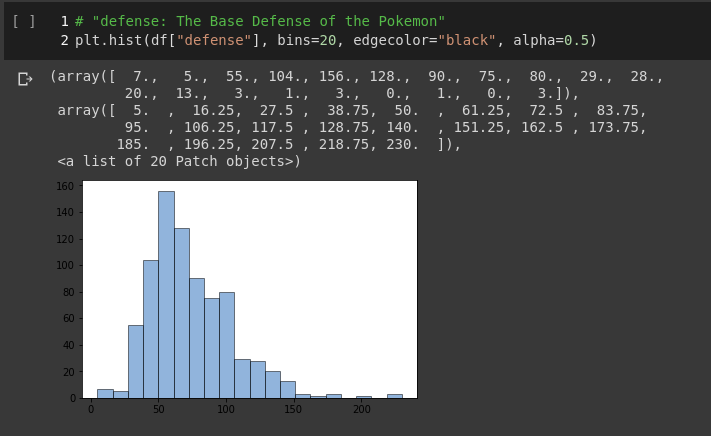 [ ] 1 # "defense: The Base Defense of the Pokemon"
2 plt.hist(df["defense"], bins=20, edgecolor="black", alpha=0.5)
(array([ 7., 5., 55., 104., 156., 128., 90., 75., 80., 29., 28.,
20., 13., 3., 1., 3., 0., 1., 0., 3.]),
array([ 5. , 16.25, 27.5 , 38.75, 50. , 61.25, 72.5 , 83.75,
95. , 106.25, 117.5 , 128.75, 140. , 151.25, 162.5 , 173.75,
185. , 196.25, 207.5 , 218.75, 230. ]),
<a list of 20 Patch objects>)
160
140
120
100
80
60
40
20
0
0 50 100 150 200